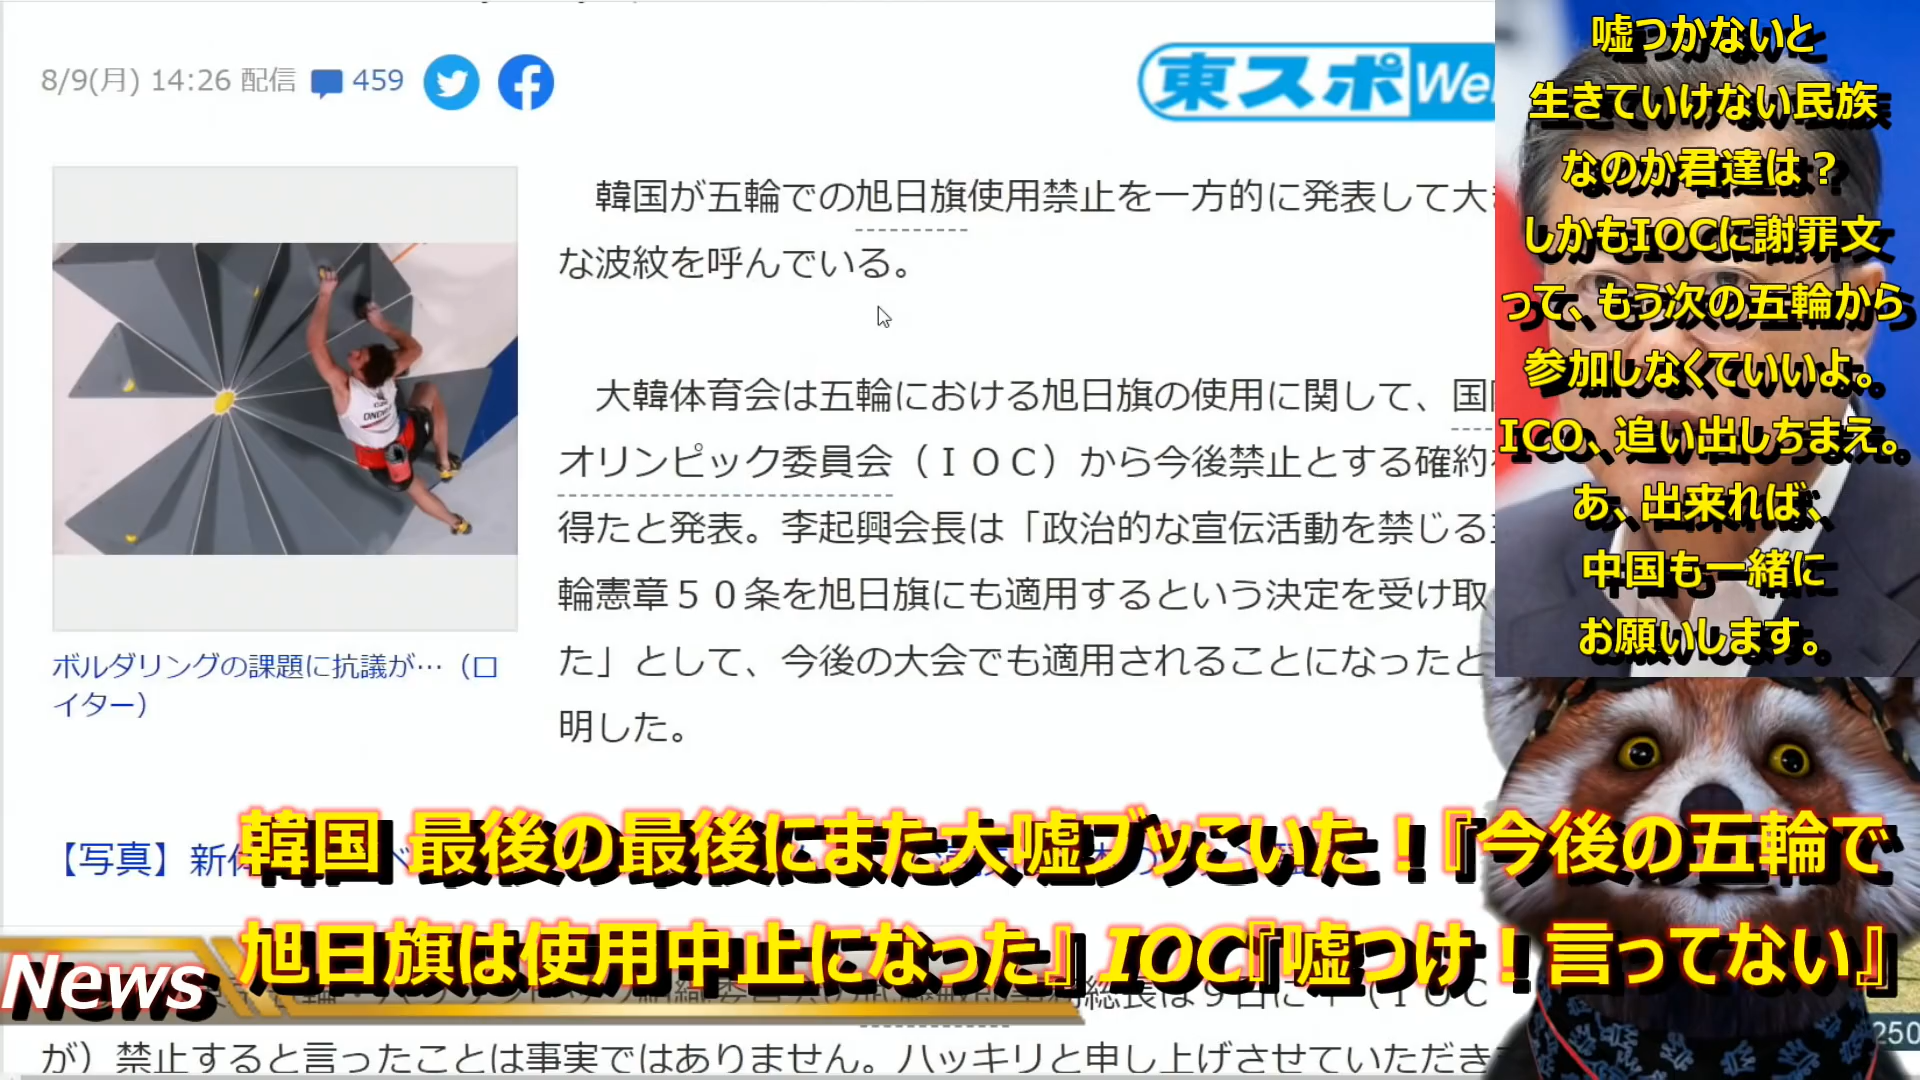 8/9(月) 14:26 配信 459
東スポWe
韓国が五輪での旭日旗使用禁止を一方的に発表して大
な波紋を呼んでいる。
大韓体育会は五輪における旭日旗の使用に関して、国
オリンピック委員会（ＩＯＣ）から今後禁止とする確約
得たと発表。李起興会長は「政治的な宣伝活動を禁じる
輪憲章５０条を旭日旗にも適用するという決定を受け取
た」として、今後の大会でも適用されることになったと
明した。
ボルダリングの課題に抗議が…（ロ
イター）
嘘つかないと
生きていけない民族
なのか君達は？
しかもIOCに謝罪文
って、もう次の五輪から
参加しなくていいよ。
ICO、追い出しちまえ。
あ、出来れば、
中国も一緒に
お願いします。
【写真】新体
韓国 最後の最後にまた大嘘ブッこいた！『今後の五輪で
旭日旗は使用中止になった』IOC『嘘つけ！言ってない』
News
総長は９日に「（ＩＯＣ
が）禁止すると言ったことは事実ではありません。ハッキリと申し上げさせていただき
250